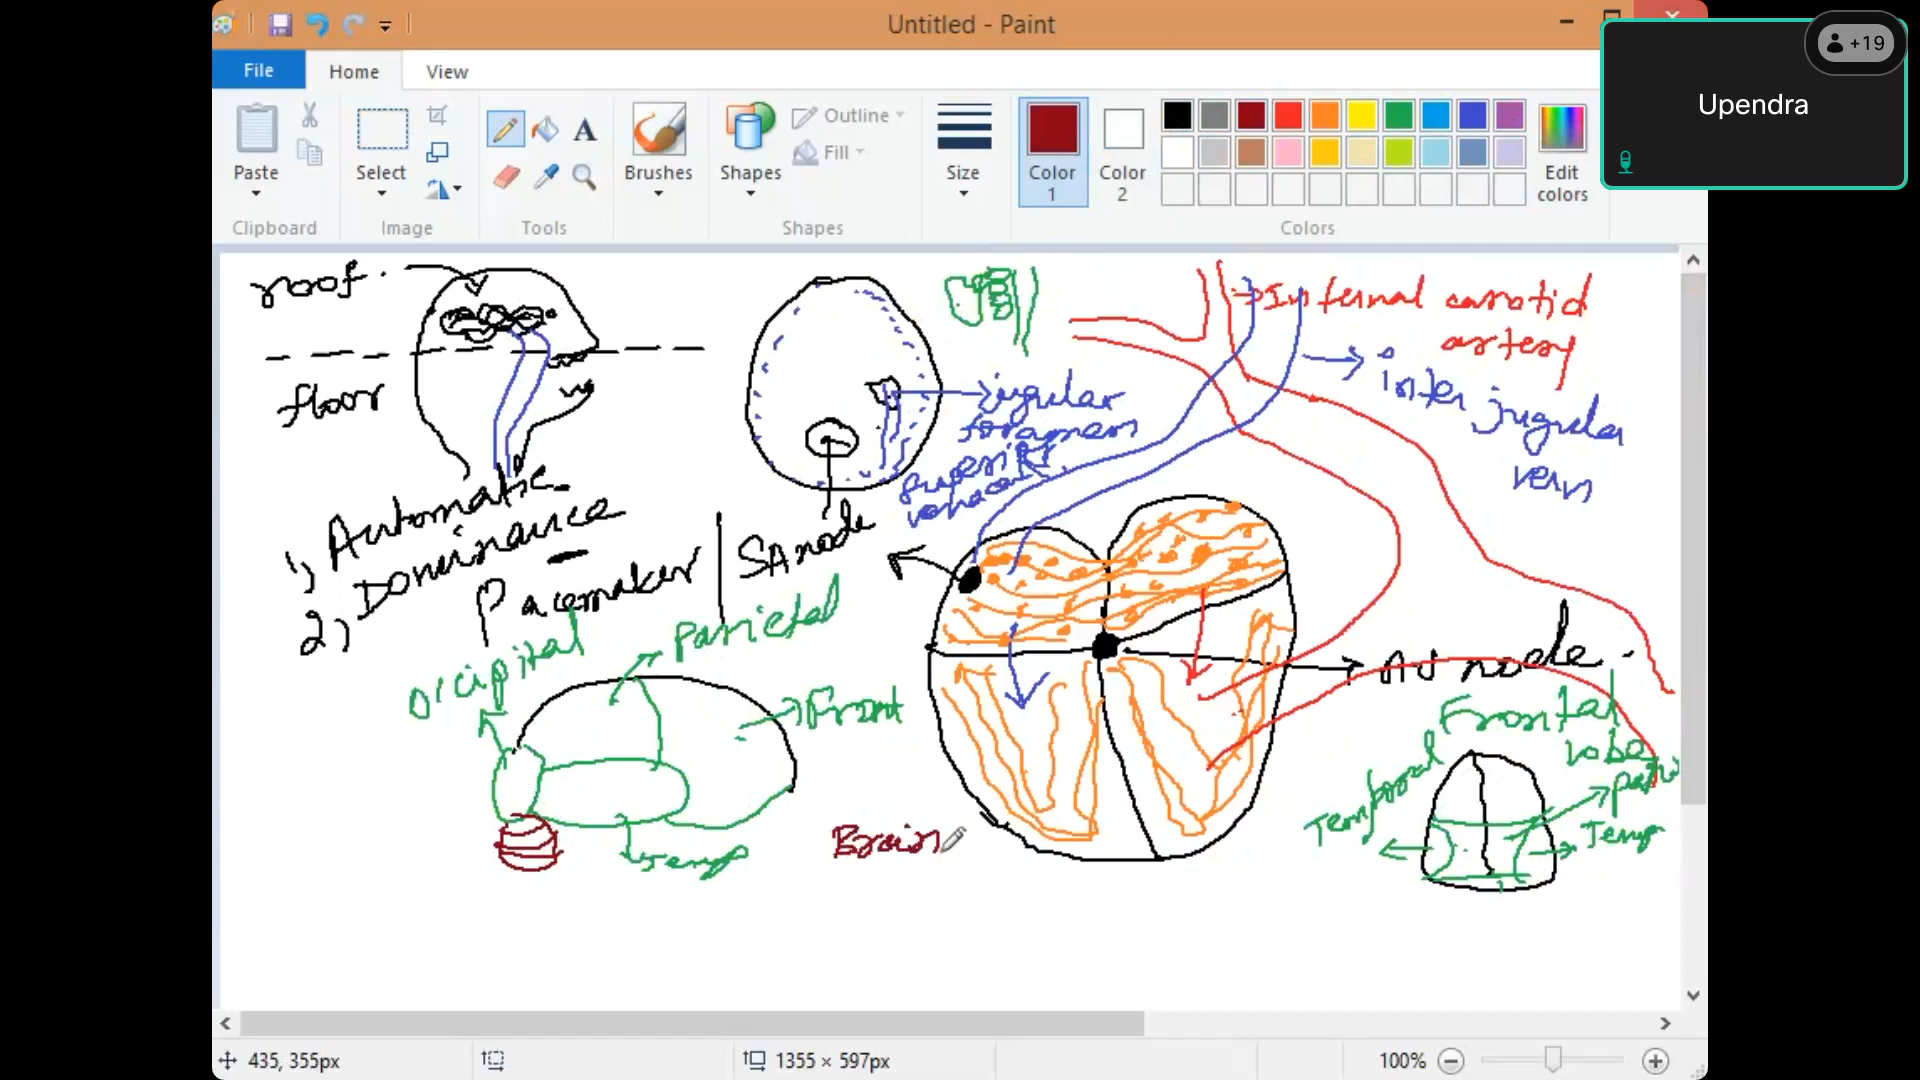 Untitled - Paint
+19
Upendra
File
Home
View
Paste
Select
Outline
Fill
Brushes
Shapes
Size
Color 1
Color 2
Edit colors
Clipboard
Image
Tools
Shapes
Colors
roof.
floor
Internal carotid
artery
jugular
foramen
inter jugular
vein
1) Automatic
2) Dominance
Pacemaker
SA node
AV node
parietal
Front
Temp
Brain
Frontal
lobe
Temporal
Temp
435, 355px
1355 × 597px
100%